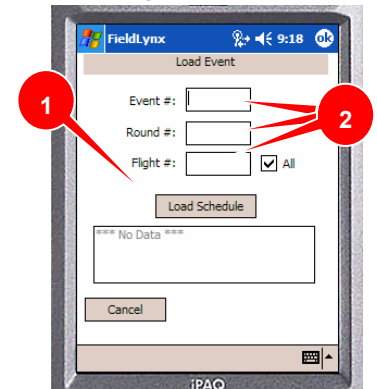 FieldLynx 9:18 ok
Load Event
Event #:
1
Round #:
2
Flight #: All
Load Schedule
*** No Data ***
Cancel
iPAQ